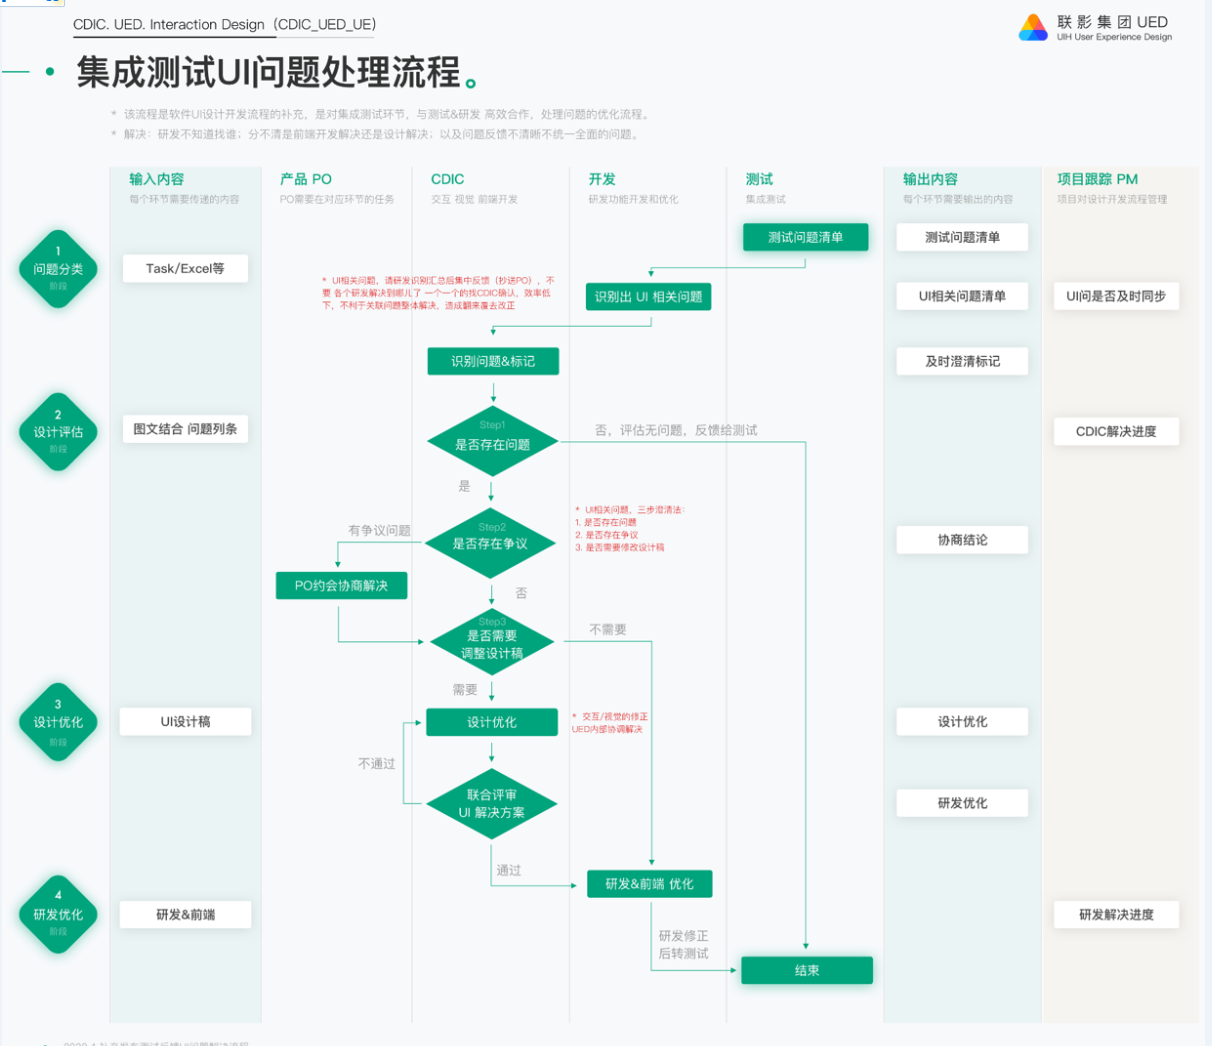 CDIC. UED. Interaction Design（CDIC_UED_UE）
联影集团 UED
UIH User Experience Design
集成测试UI问题处理流程。
* 该流程是软件UI设计开发流程的补充，是对集成测试环节，与测试&研发 高效合作，处理问题的优化流程。
* 解决：研发不知道找谁；分不清是前端开发解决还是设计解决；以及问题反馈不清晰不统一全面的问题。
输入内容
每个环节需要传递的内容
产品 PO
PO需要在对应环节的任务
CDIC
交互 视觉 前端开发
开发
研发功能开发和优化
测试
集成测试
输出内容
每个环节需要输出的内容
项目跟踪 PM
项目对设计开发流程管理
1
问题分类
阶段
Task/Excel等
测试问题清单
测试问题清单
* UI相关问题，请研发识别汇总后集中反馈（抄送PO），不
要 各个研发解决到哪儿了 一个一个的找CDIC确认，效率低
下，不利于关联问题整体解决，造成翻来覆去改正
识别出 UI 相关问题
UI相关问题清单
UI问是否及时同步
识别问题&标记
及时澄清标记
2
设计评估
阶段
图文结合 问题列条
Step1
是否存在问题
否，评估无问题，反馈给测试
CDIC解决进度
是
有争议问题
Step2
是否存在争议
* UI相关问题，三步澄清法：
1. 是否存在问题
2. 是否存在争议
3. 是否需要修改设计稿
协商结论
PO约会协商解决
否
Step3
是否需要
调整设计稿
不需要
需要
3
设计优化
阶段
UI设计稿
设计优化
* 交互/视觉的修正
UED内部协调解决
设计优化
不通过
联合评审
UI 解决方案
研发优化
通过
4
研发优化
阶段
研发&前端
研发&前端 优化
研发解决进度
研发修正
后转测试
结束